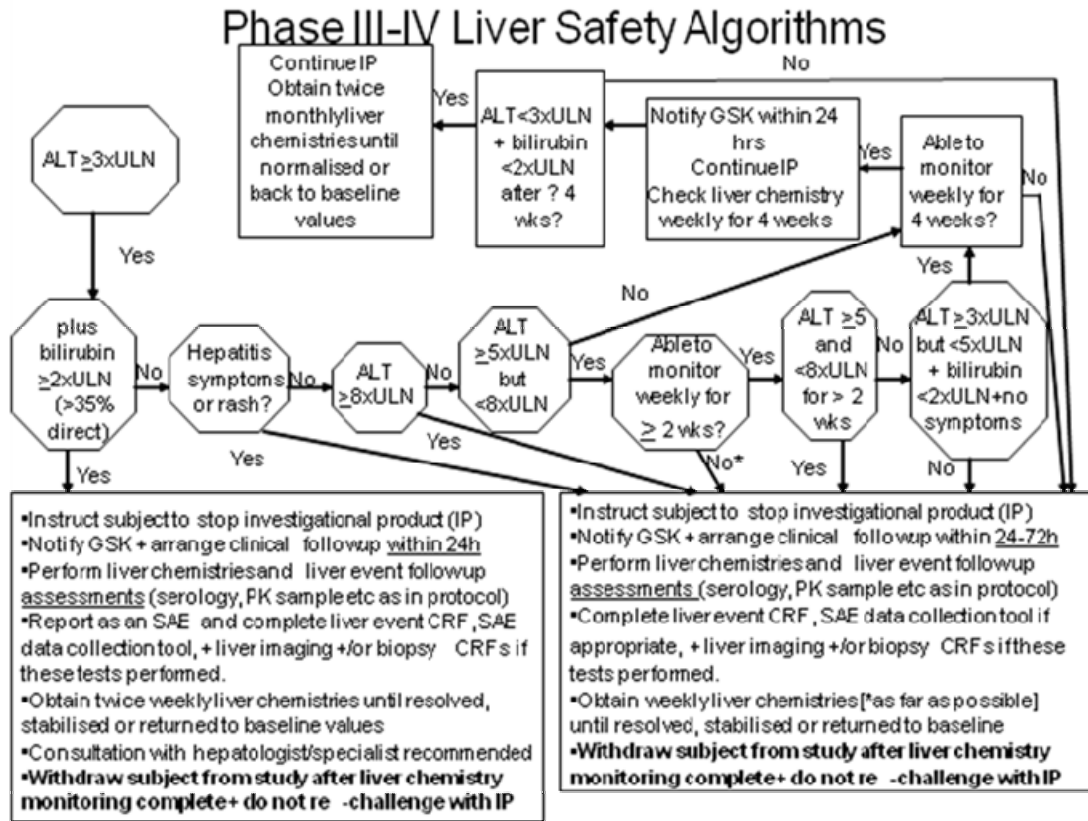 Phase III-IV Liver Safety Algorithms
Continue IP
Obtain twice
monthly liver
chemistries until
normalised or
back to baseline
values
Yes
ALT<3xULN
+ bilirubin
<2xULN
ater ? 4
wks?
No
Notify GSK within 24
hrs
Continue IP
Check liver chemistry
weekly for 4 weeks
Yes
Able to
monitor
weekly for
4 weeks?
No
ALT≥3xULN
Yes
No
Yes
plus
bilirubin
≥2xULN
(>35%
direct)
No
Hepatitis
symptoms
or rash?
No
ALT
≥8xULN
No
ALT
≥5xULN
but
<8xULN
Yes
Able to
monitor
weekly for
≥ 2 wks?
Yes
ALT ≥5
and
<8xULN
for > 2
wks
No
ALT≥3xULN
but <5xULN
+ bilirubin
<2xULN+no
symptoms
Yes
Yes
Yes
No*
Yes
No
▪Instruct subject to stop investigational product (IP)
▪Notify GSK + arrange clinical followup within 24h
▪Perform liver chemistries and liver event followup
assessments (serology, PK sample etc as in protocol)
▪Report as an SAE and complete liver event CRF, SAE
data collection tool, + liver imaging +/or biopsy CRFs if
these tests performed.
▪Obtain twice weekly liver chemistries until resolved,
stabilised or returned to baseline values
▪Consultation with hepatologist/specialist recommended
▪Withdraw subject from study after liver chemistry
monitoring complete+ do not re -challenge with IP
▪Instruct subject to stop investigational product (IP)
▪Notify GSK + arrange clinical followup within 24-72h
▪Perform liver chemistries and liver event followup
assessments (serology, PK sample etc as in protocol)
▪Complete liver event CRF, SAE data collection tool if
appropriate, + liver imaging +/or biopsy CRFs if these
tests performed.
▪Obtain weekly liver chemistries [*as far as possible]
until resolved, stabilised or returned to baseline
▪Withdraw subject from study after liver chemistry
monitoring complete+ do not re -challenge with IP